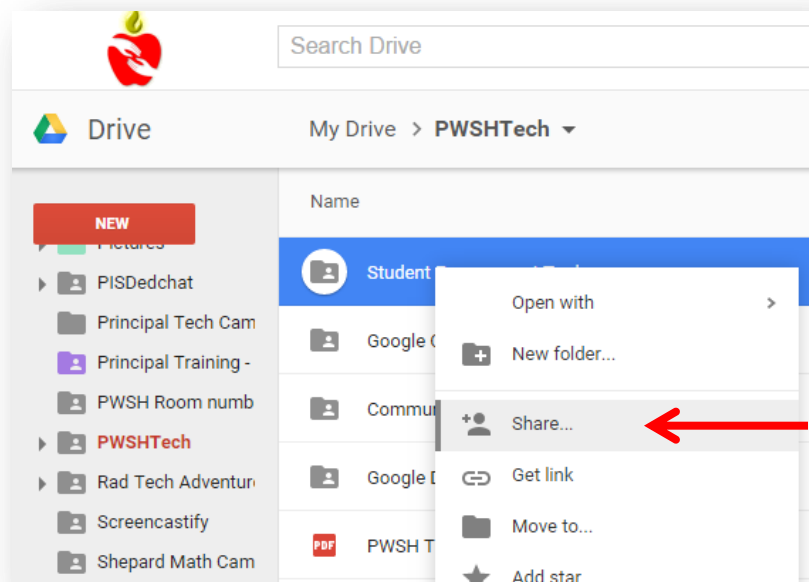 Search Drive
Drive
My Drive > PWSHTech
NEW
Pictures
PISDedchat
Principal Tech Cam
Principal Training -
PWSH Room numb
PWSHTech
Rad Tech Adventur
Screencastify
Shepard Math Cam
Name
Student
Google
Commu
Google
PDF
PWSH T
Open with
New folder...
Share...
Get link
Move to...
Add star